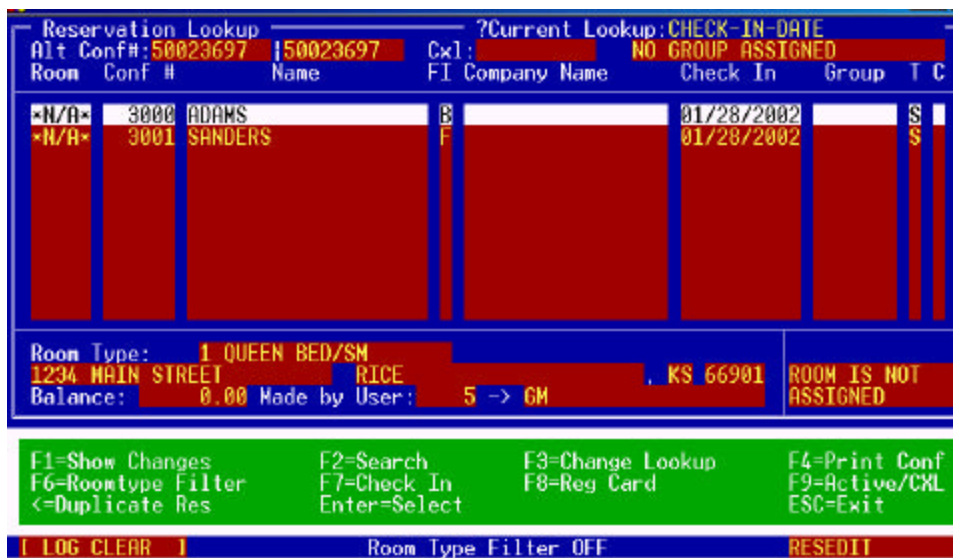 Reservation Lookup ?Current Lookup:CHECK-IN-DATE
Alt Conf#:50023697 |50023697 Cxl: NO GROUP ASSIGNED
Room Conf # Name FI Company Name Check In Group T C
*N/A* 3000 ADAMS B 01/28/2002 S
*N/A* 3001 SANDERS F 01/28/2002 S
Room Type: 1 QUEEN BED/SM
1234 MAIN STREET RICE , KS 66901 ROOM IS NOT
Balance: 0.00 Made by User: 5 -> GM ASSIGNED
F1=Show Changes F2=Search F3=Change Lookup F4=Print Conf
F6=Roomtype Filter F7=Check In F8=Reg Card F9=Active/CXL
<=Duplicate Res Enter=Select ESC=Exit
[ LOG CLEAR ] Room Type Filter OFF RESEDIT